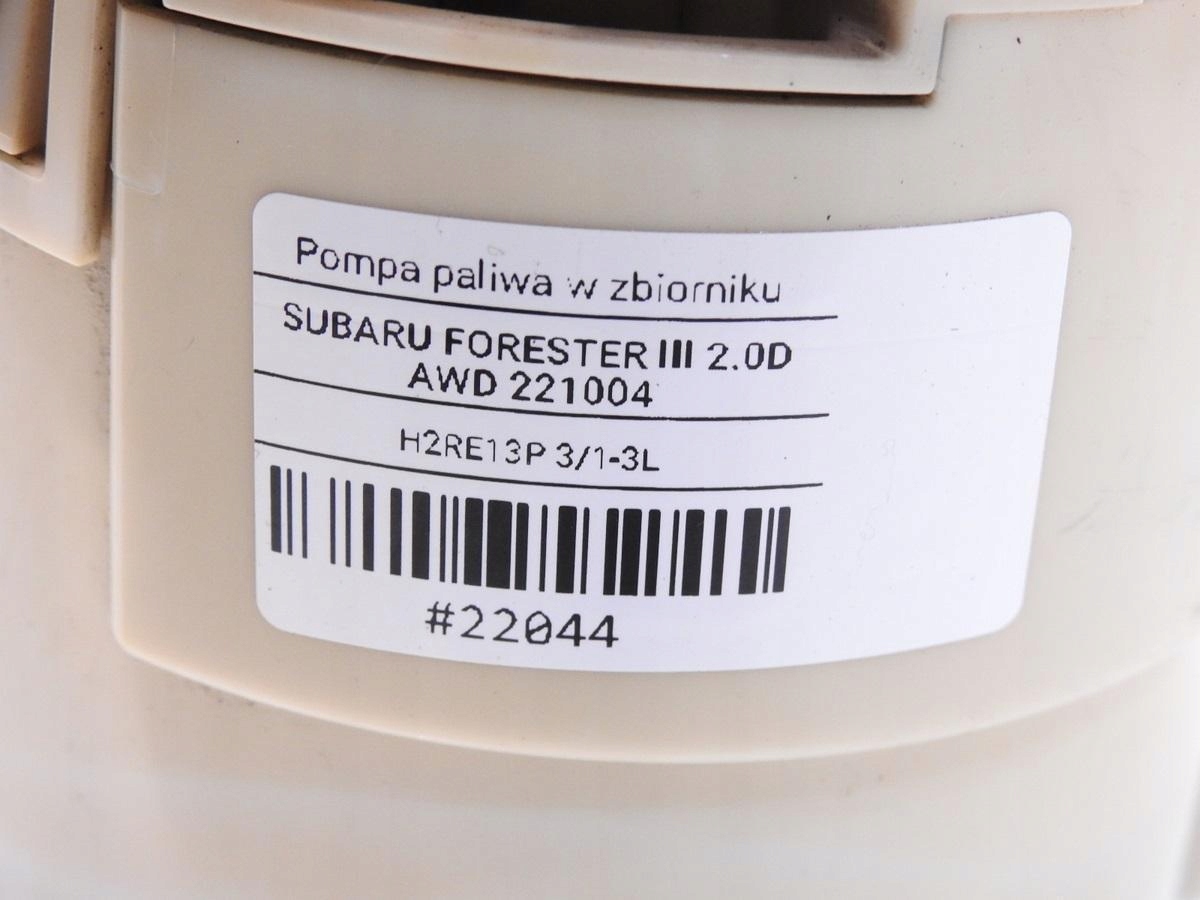 Pompa paliwa w zbiorniku
SUBARU FORESTER III 2.0D
AWD 221004
H2RE13P 3/1-3L
#22044